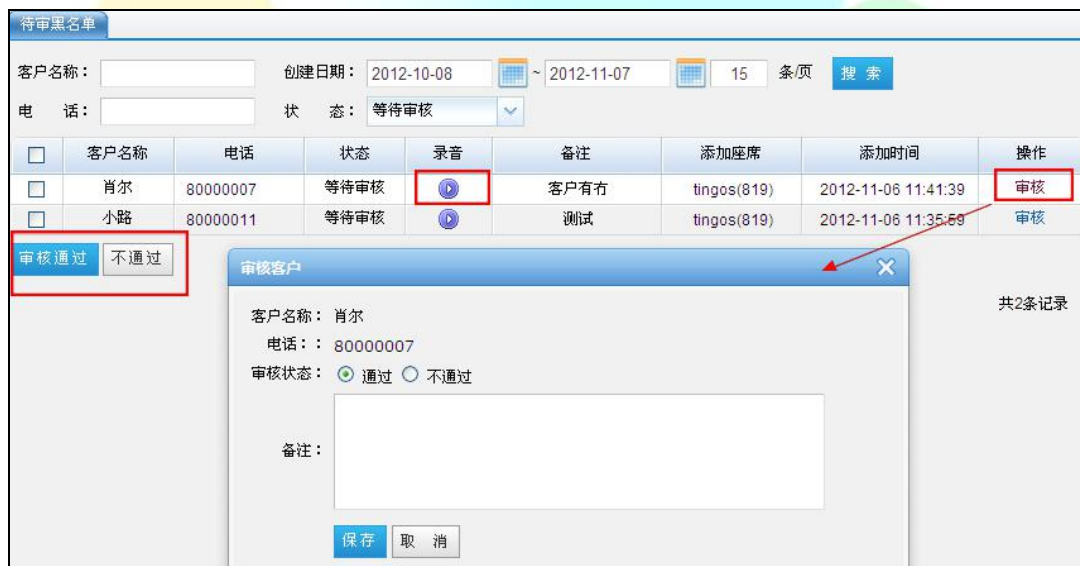 待审黑名单
客户名称： 创建日期： 2012-10-08 ~ 2012-11-07 15 条/页 搜 索
电 话： 状 态： 等待审核
客户名称 电话 状态 录音 备注 添加座席 添加时间 操作
肖尔 80000007 等待审核 客户有冇 tingos(819) 2012-11-06 11:41:39 审核
小路 80000011 等待审核 测试 tingos(819) 2012-11-06 11:35:59 审核
审核通过 不通过
审核客户
共2条记录
客户名称： 肖尔
电话：： 80000007
审核状态： 通过 不通过
备注：
保存 取 消